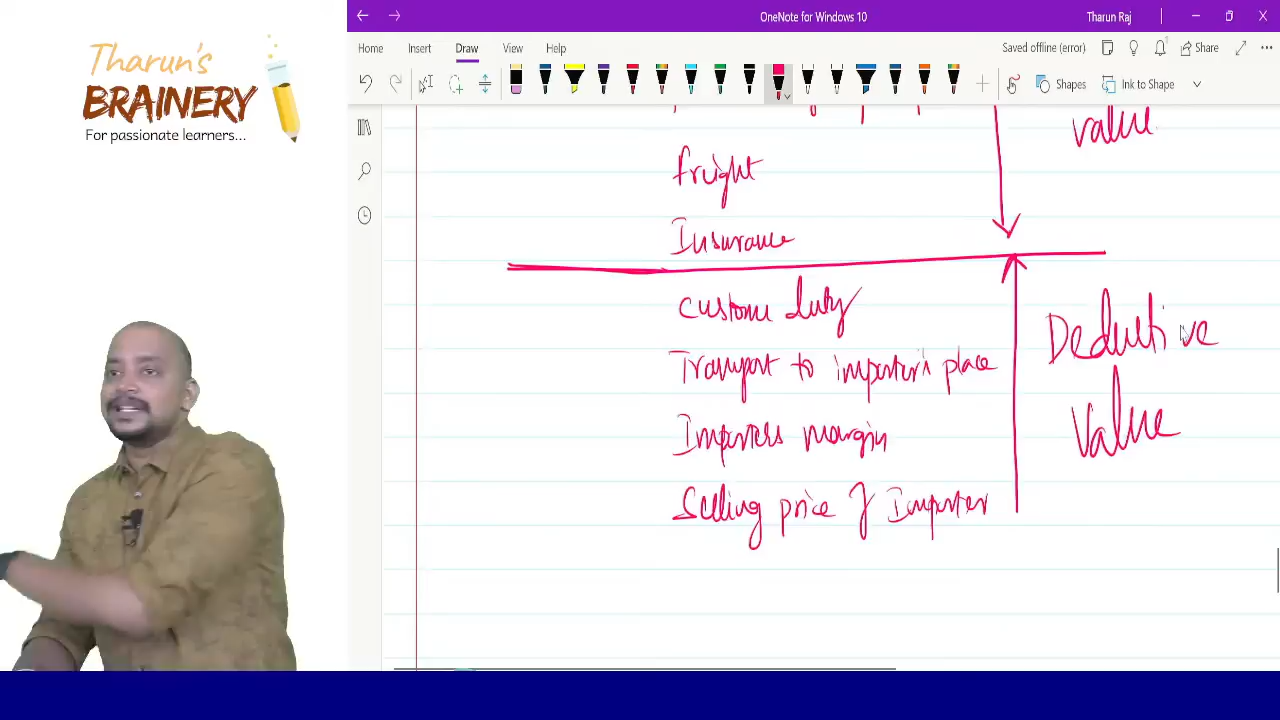 Tharun's
BRAINERY
For passionate learners...
OneNote for Windows 10
Tharun Raj
Home Insert Draw View Help
Saved offline (error)
Share
Shapes
Ink to Shape
value
freight
Insurance
Custom duty
Transport to importer's place
Importers margin
Selling price of Importer
Deductive
Value